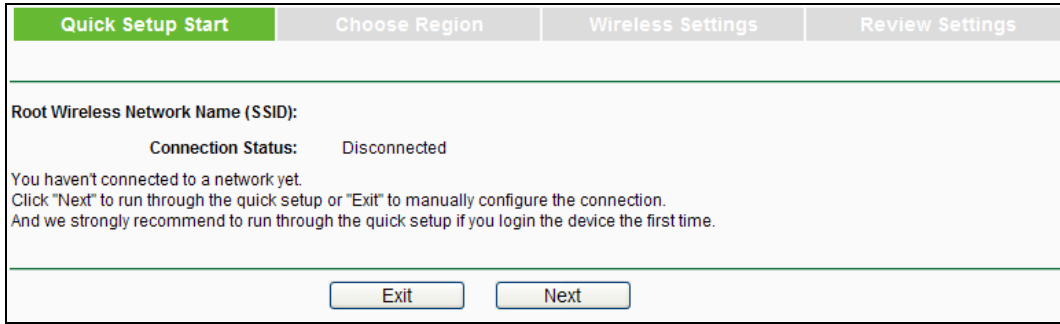 Quick Setup Start Choose Region Wireless Settings Review Settings
Root Wireless Network Name (SSID):
Connection Status: Disconnected
You haven't connected to a network yet.
Click "Next" to run through the quick setup or "Exit" to manually configure the connection.
And we strongly recommend to run through the quick setup if you login the device the first time.
Exit Next